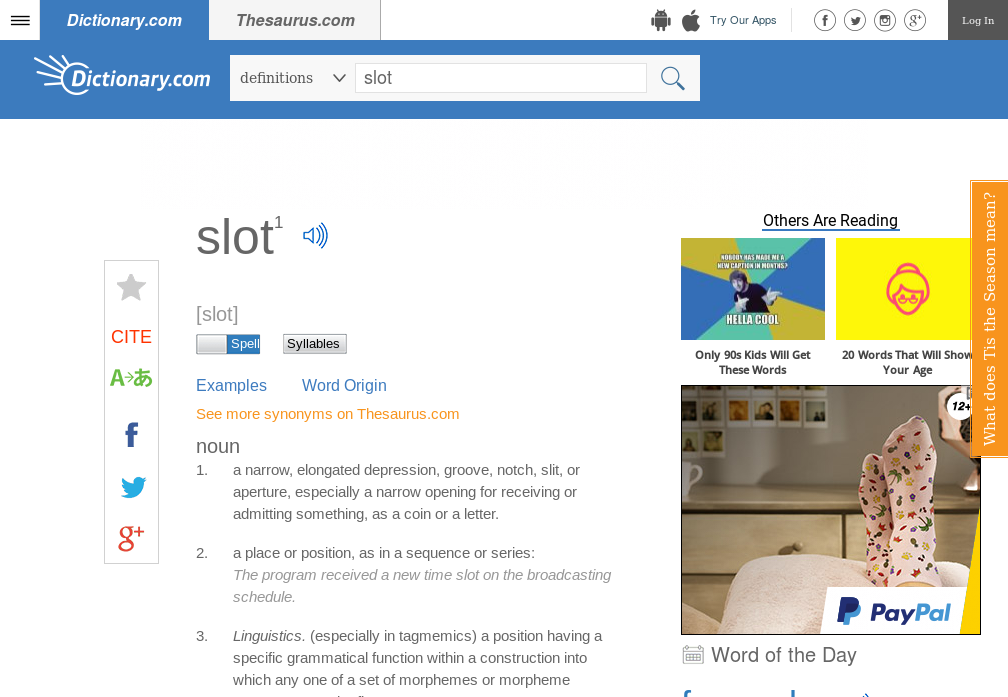 Dictionary.com
Thesaurus.com
Try Our Apps
Log In
Dictionary.com
definitions
slot
slot1
[slot]
Spell
Syllables
Examples
Word Origin
See more synonyms on Thesaurus.com
noun
1. a narrow, elongated depression, groove, notch, slit, or
aperture, especially a narrow opening for receiving or
admitting something, as a coin or a letter.
2. a place or position, as in a sequence or series:
The program received a new time slot on the broadcasting
schedule.
3. Linguistics. (especially in tagmemics) a position having a
specific grammatical function within a construction into
which any one of a set of morphemes or morpheme
CITE
A→あ
Others Are Reading
NOBODY HAS MADE ME A
NEW CAPTION IN MONTHS?
HELLA COOL
Only 90s Kids Will Get
These Words
20 Words That Will Show
Your Age
12+
PayPal
Word of the Day
What does Tis the Season mean?